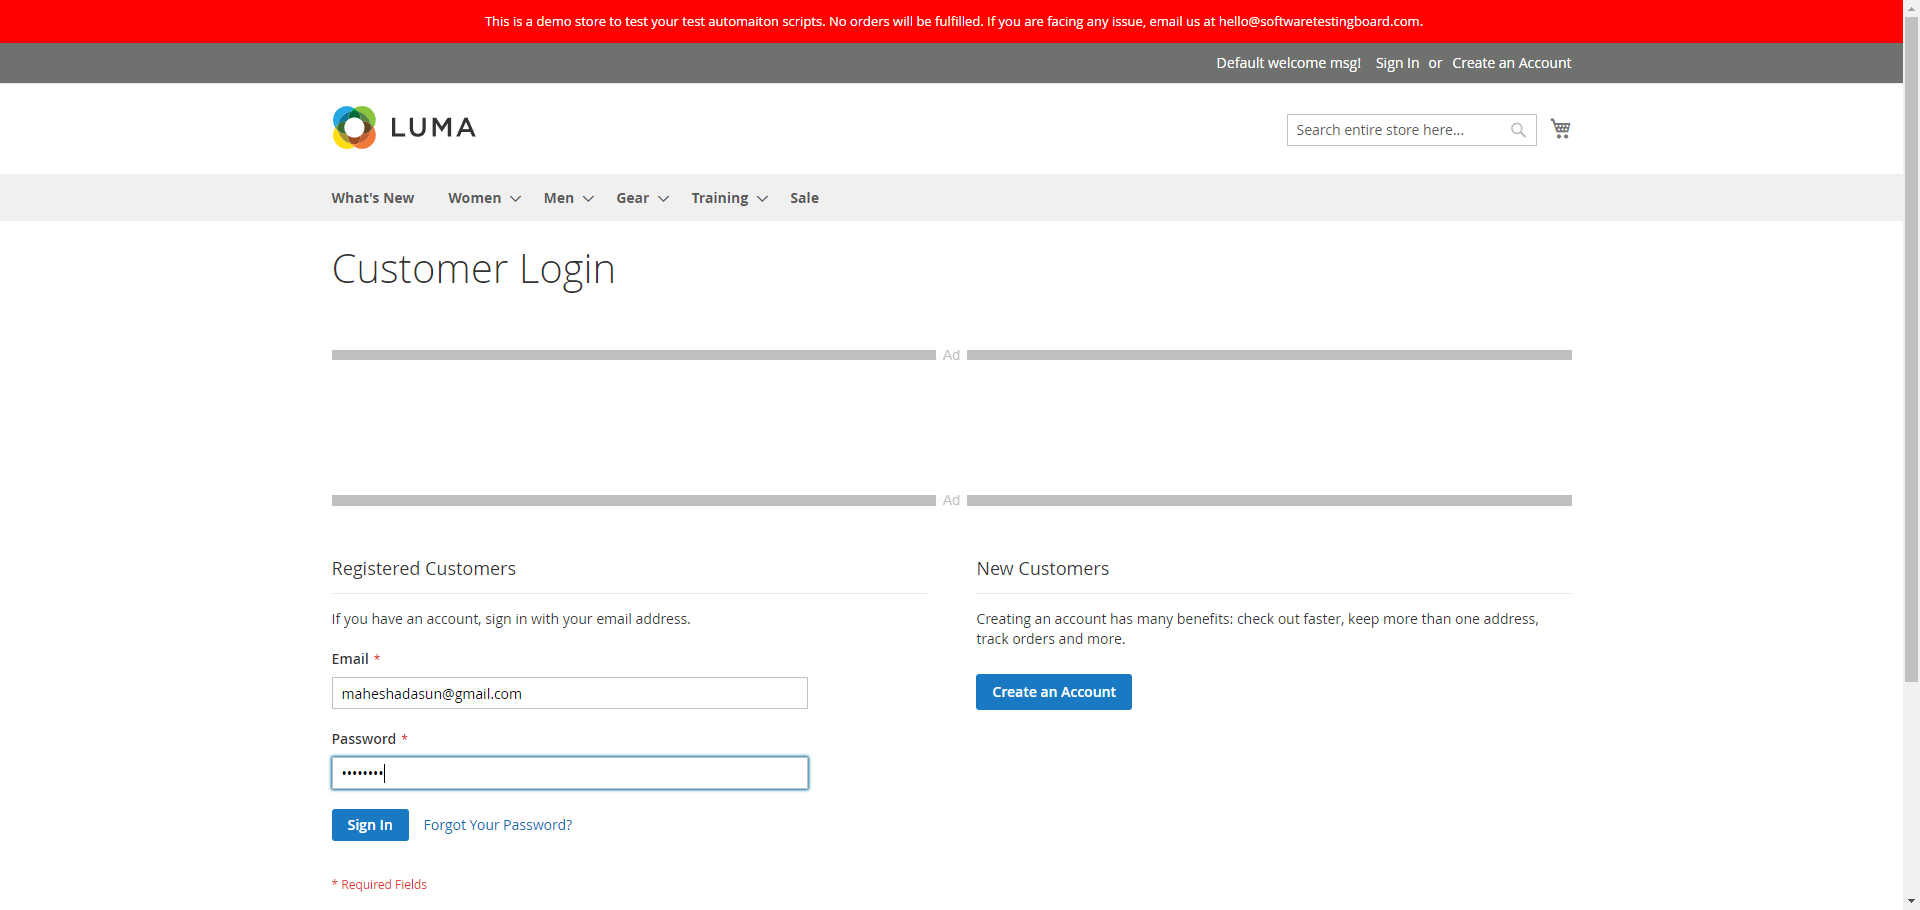 This is a demo store to test your test automaiton scripts. No orders will be fulfilled. If you are facing any issue, email us at hello@softwaretestingboard.com.
Default welcome msg! Sign In or Create an Account
LUMA
Search entire store here...
What's New Women Men Gear Training Sale
Customer Login
Ad
Ad
Registered Customers
If you have an account, sign in with your email address.
Email *
maheshadasun@gmail.com
Password *
••••••••
Sign In Forgot Your Password?
* Required Fields
New Customers
Creating an account has many benefits: check out faster, keep more than one address,
track orders and more.
Create an Account